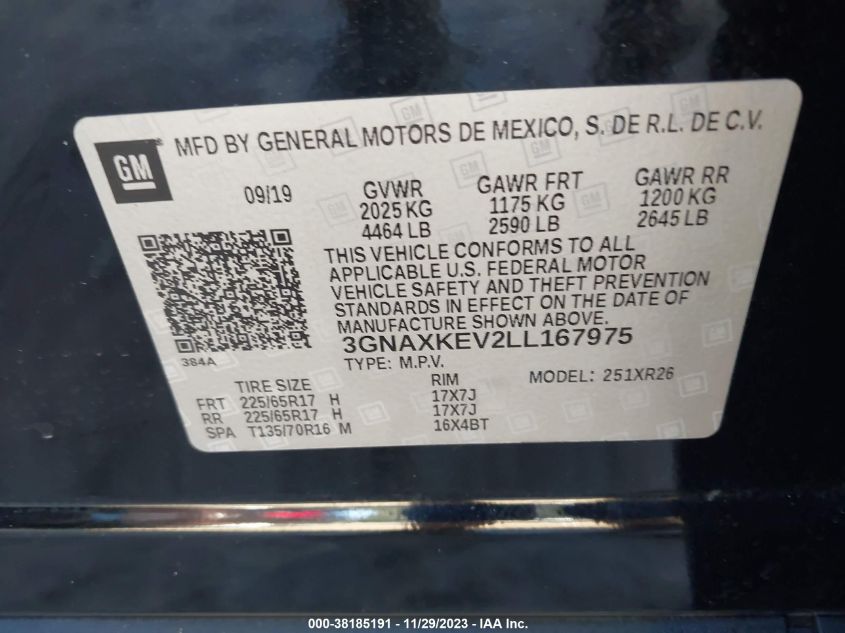 MFD BY GENERAL MOTORS DE MEXICO, S. DE R.L. DE C.V.
GM
09/19
GVWR
2025 KG
4464 LB
GAWR FRT
1175 KG
2590 LB
GAWR RR
1200 KG
2645 LB
THIS VEHICLE CONFORMS TO ALL
APPLICABLE U.S. FEDERAL MOTOR
VEHICLE SAFETY AND THEFT PREVENTION
STANDARDS IN EFFECT ON THE DATE OF
MANUFACTURE SHOWN ABOVE.
3GNAXKEV2LL167975
384A
TYPE: M.P.V.
MODEL: 251XR26
TIRE SIZE RIM
FRT 225/65R17 H 17X7J
RR 225/65R17 H 17X7J
SPA T135/70R16 M 16X4BT
000-38185191 - 11/29/2023 - IAA Inc.